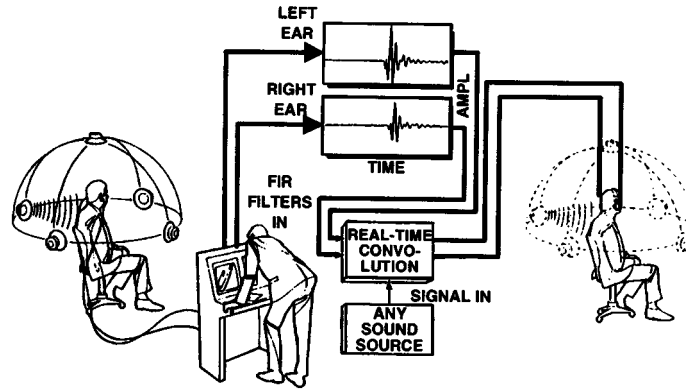 LEFT
EAR
RIGHT
EAR
AMPL
TIME
FIR
FILTERS
IN
REAL-TIME
CONVO-
LUTION
SIGNAL IN
ANY
SOUND
SOURCE